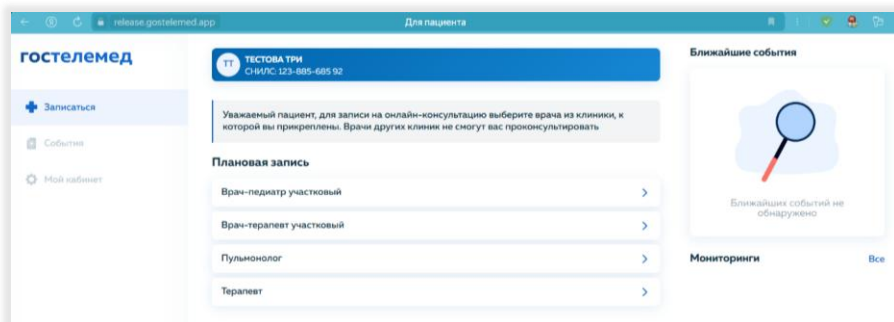 release.gostelemed.app
Для пациента
гостелемед
Записаться
События
Мой кабинет
ТТ
ТЕСТОВА ТРИ
СНИЛС: 123-885-685 92
Уважаемый пациент, для записи на онлайн-консультацию выберите врача из клиники, к
которой вы прикреплены. Врачи других клиник не смогут вас проконсультировать
Плановая запись
Врач-педиатр участковый
Врач-терапевт участковый
Пульмонолог
Терапевт
Ближайшие события
Ближайших событий не
обнаружено
Мониторинги
Все